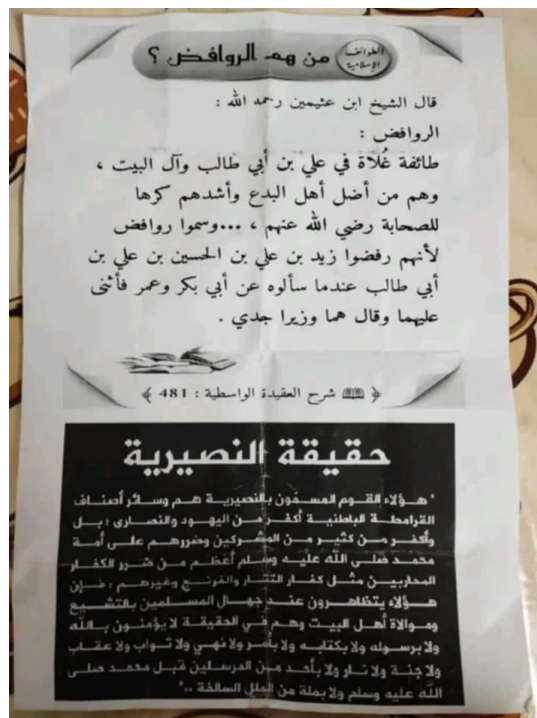 الطوائف
الإسلامية
من هم الروافض ؟
قال الشيخ ابن عثيمين رحمه الله :
الروافض :
طائفة غُلاة في علي بن أبي طالب وآل البيت ،
وهم من أضل أهل البدع وأشدهم كرها
للصحابة رضي الله عنهم ، ...وسموا روافض
لأنهم رفضوا زيد بن علي بن الحسين بن علي بن
أبي طالب عندما سألوه عن أبي بكر وعمر فأثنى
عليهما وقال هما وزيرا جدي .
﴿ شرح العقيدة الواسطية : 481 ﴾
حقيقة النصيرية
" هؤلاء القوم المسمّون بالنصيرية هم وسائر أصناف
القرامطة الباطنية أكفر من اليهود والنصارى ؛ بل
وأكفر من كثير من المشركين وضررهم على أمة
محمد صلى الله عليه وسلم أعظم من ضرر الكفار
المحاربين مثل كفار التتار والفرنج وغيرهم ؛ فإن
هؤلاء يتظاهرون عند جهال المسلمين بالتشيع
وموالاة أهل البيت وهم في الحقيقة لا يؤمنون بالله
ولا برسوله ولا بكتابه ولا بأمر ولا نهي ولا ثواب ولا عقاب
ولا جنة ولا نار ولا بأحد من المرسلين قبل محمد صلى
الله عليه وسلم ولا بملة من الملل السالفة .."